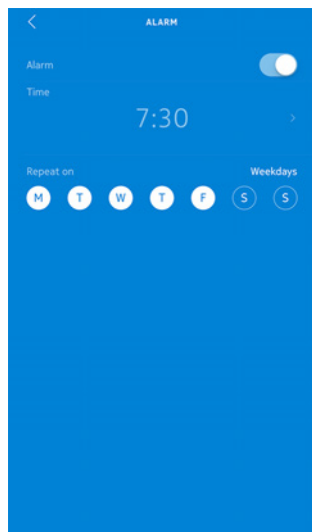 ALARM
Alarm
Time
7:30
Repeat on Weekdays
M T W T F S S